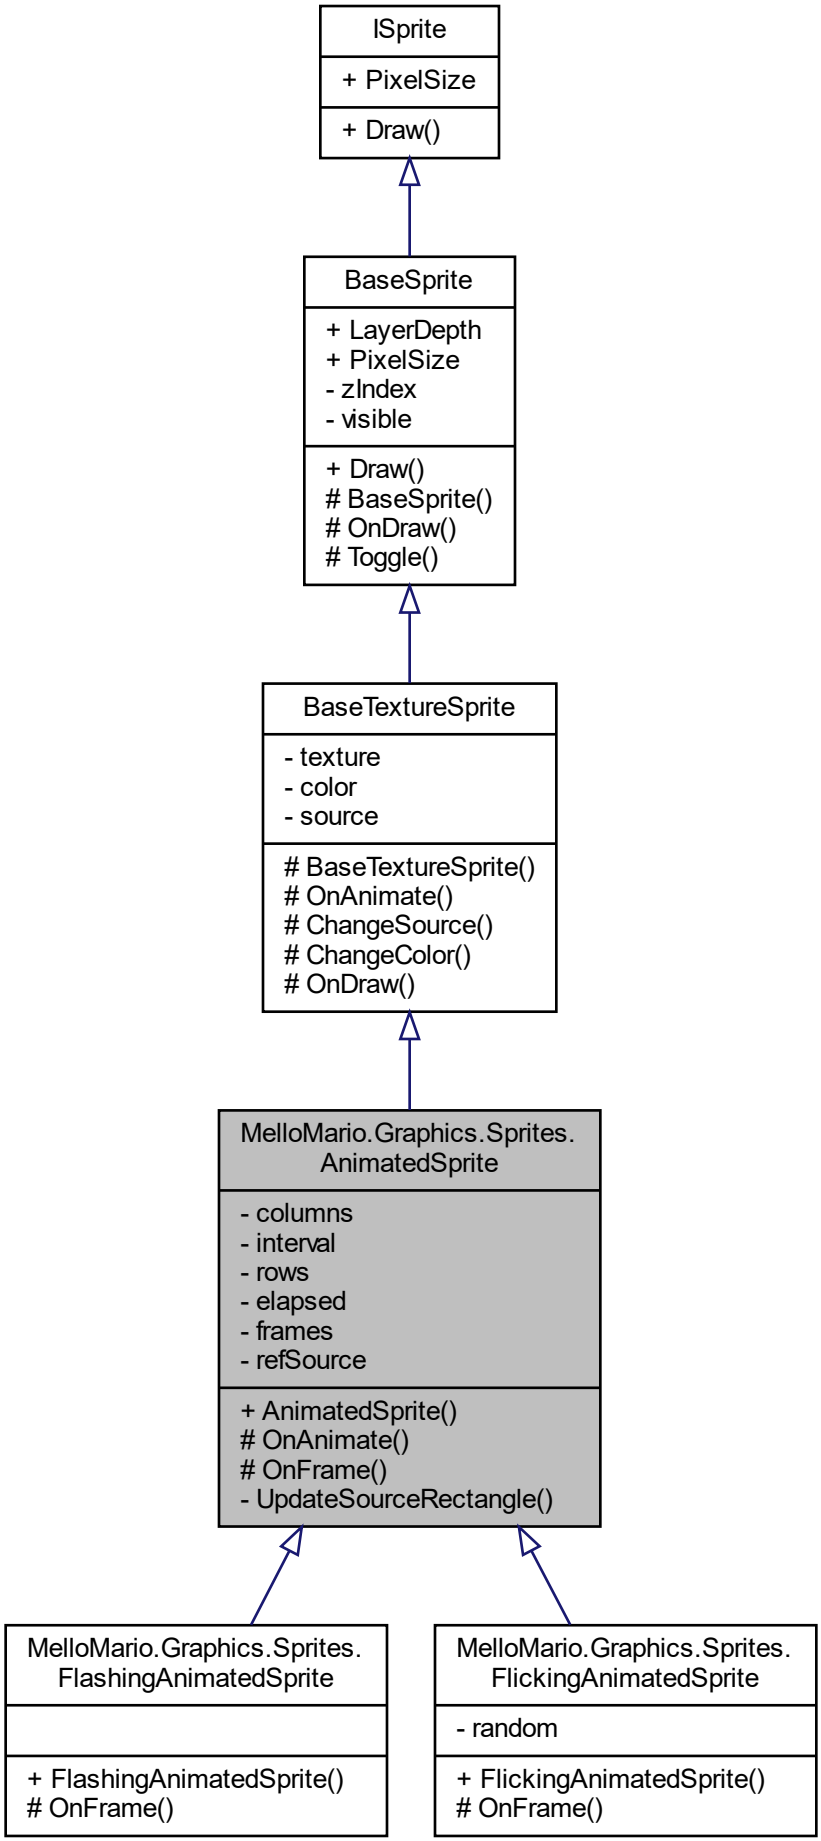 ISprite
+ PixelSize
+ Draw()
BaseSprite
+ LayerDepth
+ PixelSize
- zIndex
- visible
+ Draw()
# BaseSprite()
# OnDraw()
# Toggle()
BaseTextureSprite
- texture
- color
- source
# BaseTextureSprite()
# OnAnimate()
# ChangeSource()
# ChangeColor()
# OnDraw()
MelloMario.Graphics.Sprites.
AnimatedSprite
- columns
- interval
- rows
- elapsed
- frames
- refSource
+ AnimatedSprite()
# OnAnimate()
# OnFrame()
- UpdateSourceRectangle()
MelloMario.Graphics.Sprites.
FlashingAnimatedSprite
+ FlashingAnimatedSprite()
# OnFrame()
MelloMario.Graphics.Sprites.
FlickingAnimatedSprite
- random
+ FlickingAnimatedSprite()
# OnFrame()